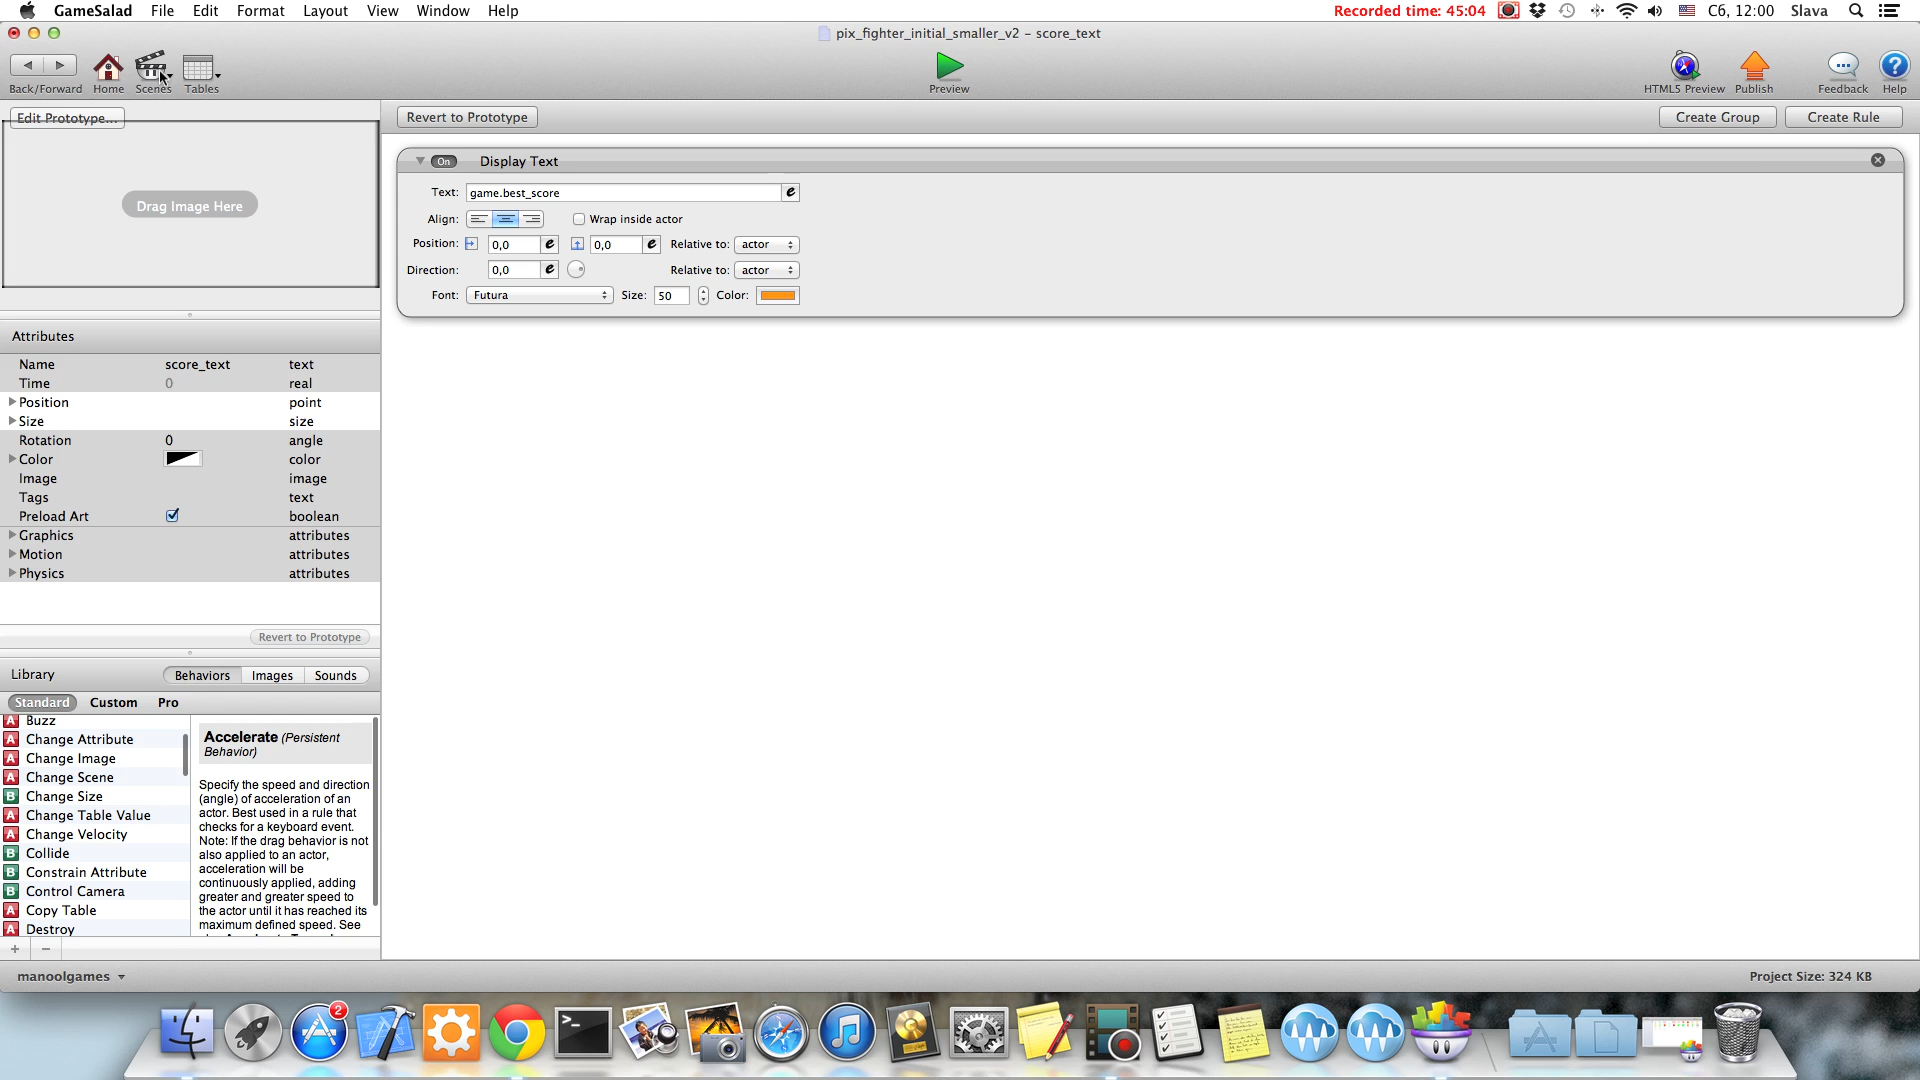 GameSalad File Edit Format Layout View Window Help Recorded time: 45:04 C6, 12:00 Slava
pix_fighter_initial_smaller_v2 – score_text
Back/Forward Home Scenes Tables Preview HTML5 Preview Publish Feedback Help
Edit Prototype...
Revert to Prototype Create Group Create Rule
Drag Image Here
On Display Text
Text: game.best_score e
Align: Wrap inside actor
Position: 0,0 e 0,0 e Relative to: actor
Direction: 0,0 e Relative to: actor
Font: Futura Size: 50 Color:
Attributes
Name score_text text
Time 0 real
Position point
Size size
Rotation 0 angle
Color color
Image image
Tags text
Preload Art boolean
Graphics attributes
Motion attributes
Physics attributes
Revert to Prototype
Library Behaviors Images Sounds
Standard Custom Pro
A Buzz
A Change Attribute
A Change Image
A Change Scene
B Change Size
A Change Table Value
A Change Velocity
B Collide
B Constrain Attribute
B Control Camera
A Copy Table
A Destroy
Accelerate (Persistent
Behavior)
Specify the speed and direction
(angle) of acceleration of an
actor. Best used in a rule that
checks for a keyboard event.
Note: If the drag behavior is not
also applied to an actor,
acceleration will be
continuously applied, adding
greater and greater speed to
the actor until it has reached its
maximum defined speed. See
manoolgames Project Size: 324 KB
2